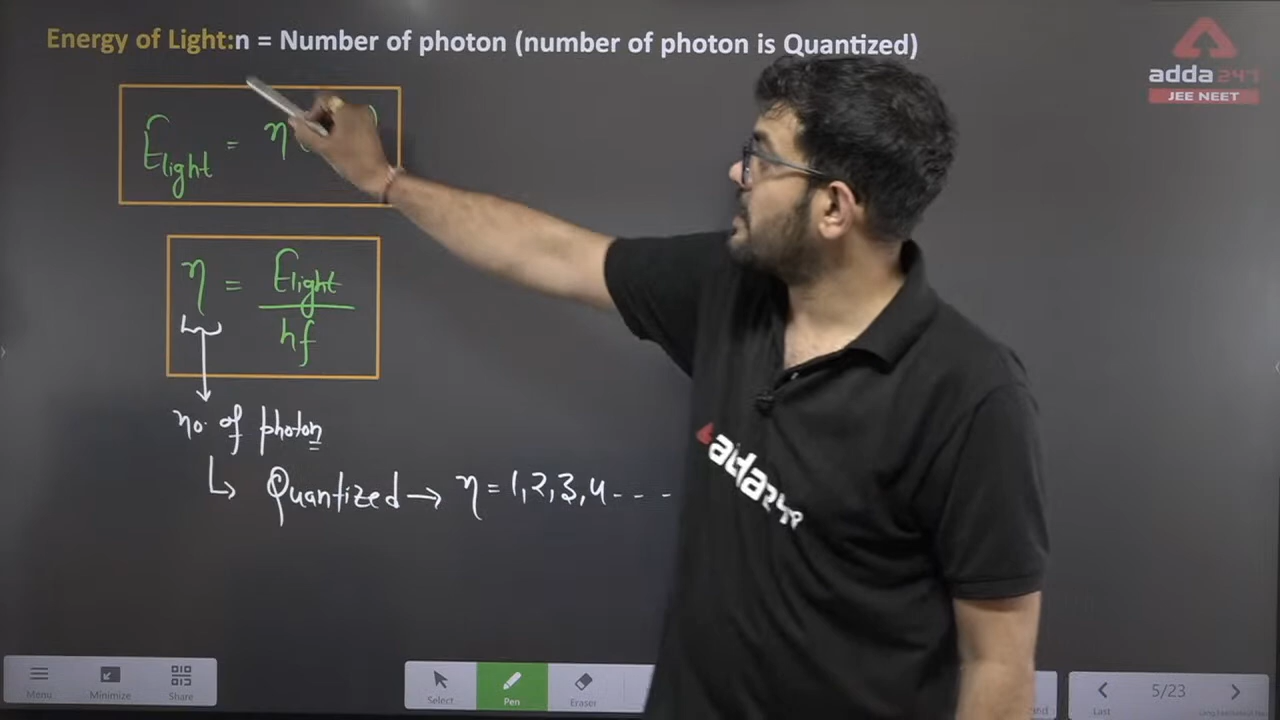 Energy of Light:n = Number of photon (number of photon is Quantized)
adda247
JEE NEET
Elight = η(
η = Elight
hf
no. of photon
Quantized → η = 1,2,3,4 - - - -
adda247
Menu
Minimize
Share
Select
Pen
Eraser
Last
5/23